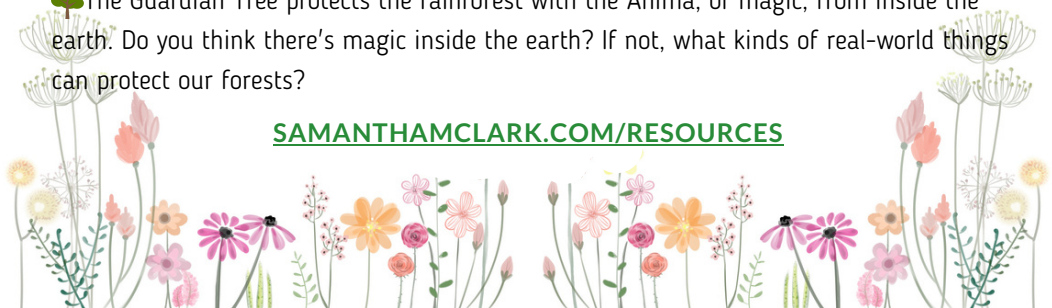 The Guardian Tree protects the rainforest with the Anima, or magic, from inside the
earth. Do you think there's magic inside the earth? If not, what kinds of real-world things
can protect our forests?
SAMANTHAMCLARK.COM/RESOURCES